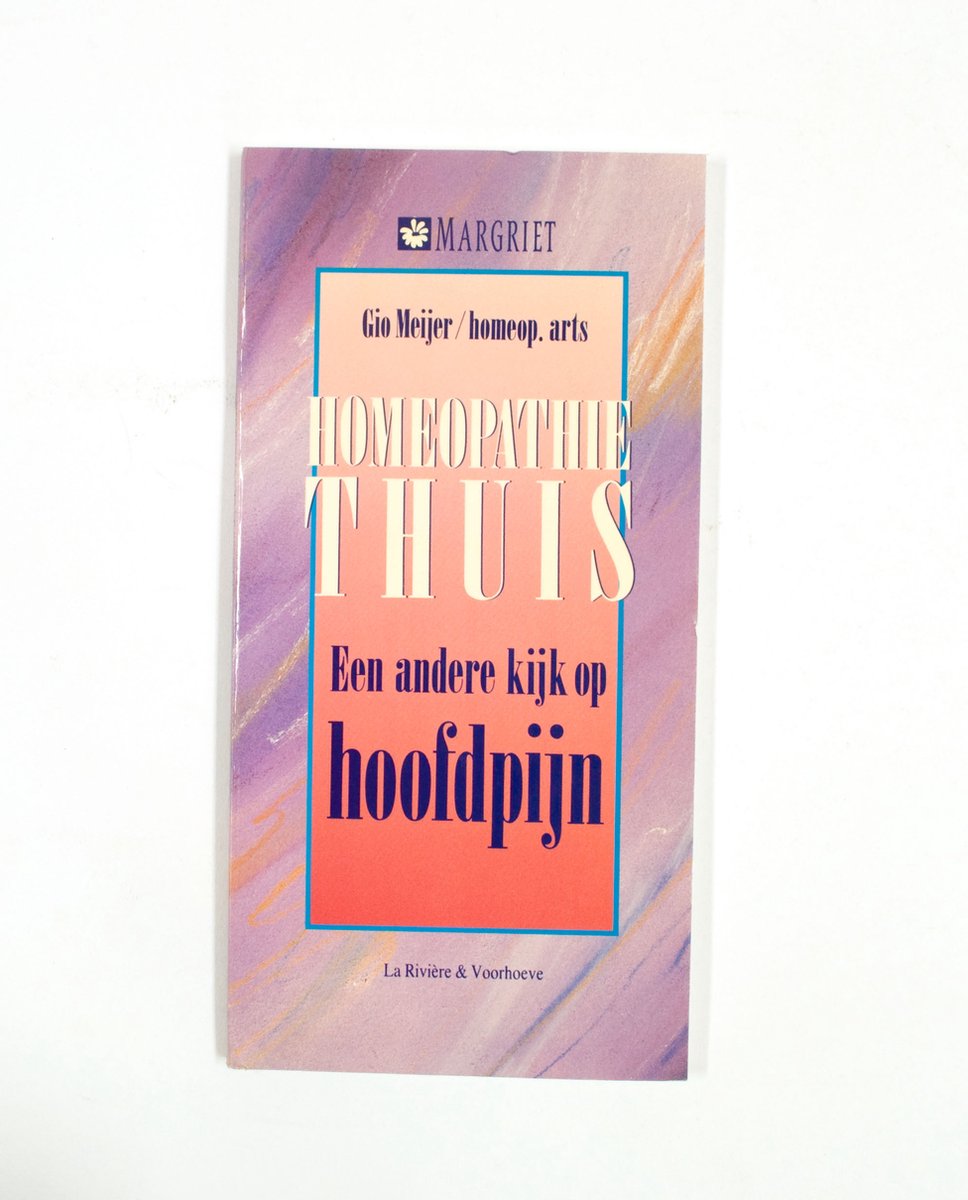 MARGRIET
Gio Meijer / homeop. arts
HOMEOPATHIE
THUIS
Een andere kijk op
hoofdpijn
La Rivière & Voorhoeve